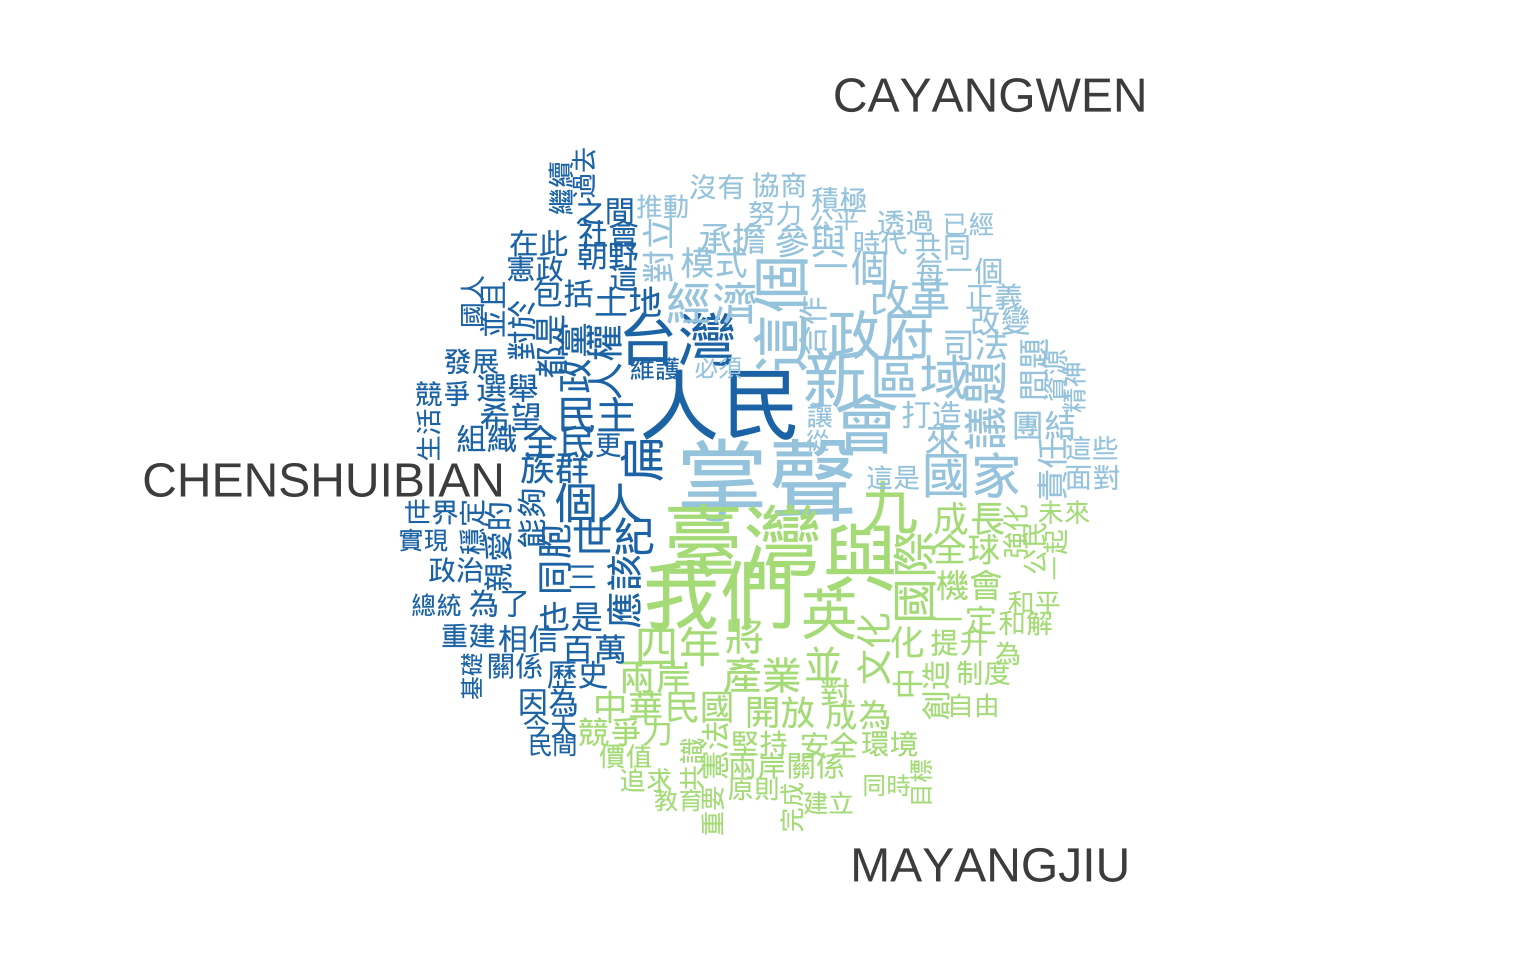 CAYANGWEN
過去
繼續
沒有
協商
積極
推動
之間
努力
公平
透過
已經
社會
對立
承擔
參與
時代
共同
在此
朝野
模式
一個
每一個
憲政
這
這個
包括
土地
經濟
合作
改革
正義
國人
並且
對於
都是
臺
政黨
人權
台灣
政府
司法
改變
發展
維護
必須
新
區域
議題
問題
資源
精神
競爭
選舉
人民
希望
民主
讓
從
會
打造
來
團結
生活
組織
全民
更
這些
族群
掌聲
這是
國家
責任
面對
CHENSHUIBIAN
個人
九
世界
穩定
親愛的
能夠
世紀
臺灣
與
成長
強化
未來
實現
同胞
國際
全球
一起
政治
三
應該
我們
機會
總統
為了
也是
英
一定
和平
和解
重建
相信
百萬
四年
將
文化
化
提升
為
基礎
關係
歷史
兩岸
產業
並
對
中
創造
制度
因為
中華民國
開放
成為
自由
今天
民間
競爭力
價值
共識
憲法
堅持
安全
環境
追求
兩岸關係
教育
重要
原則
完成
建立
同時
目標
MAYANGJIU